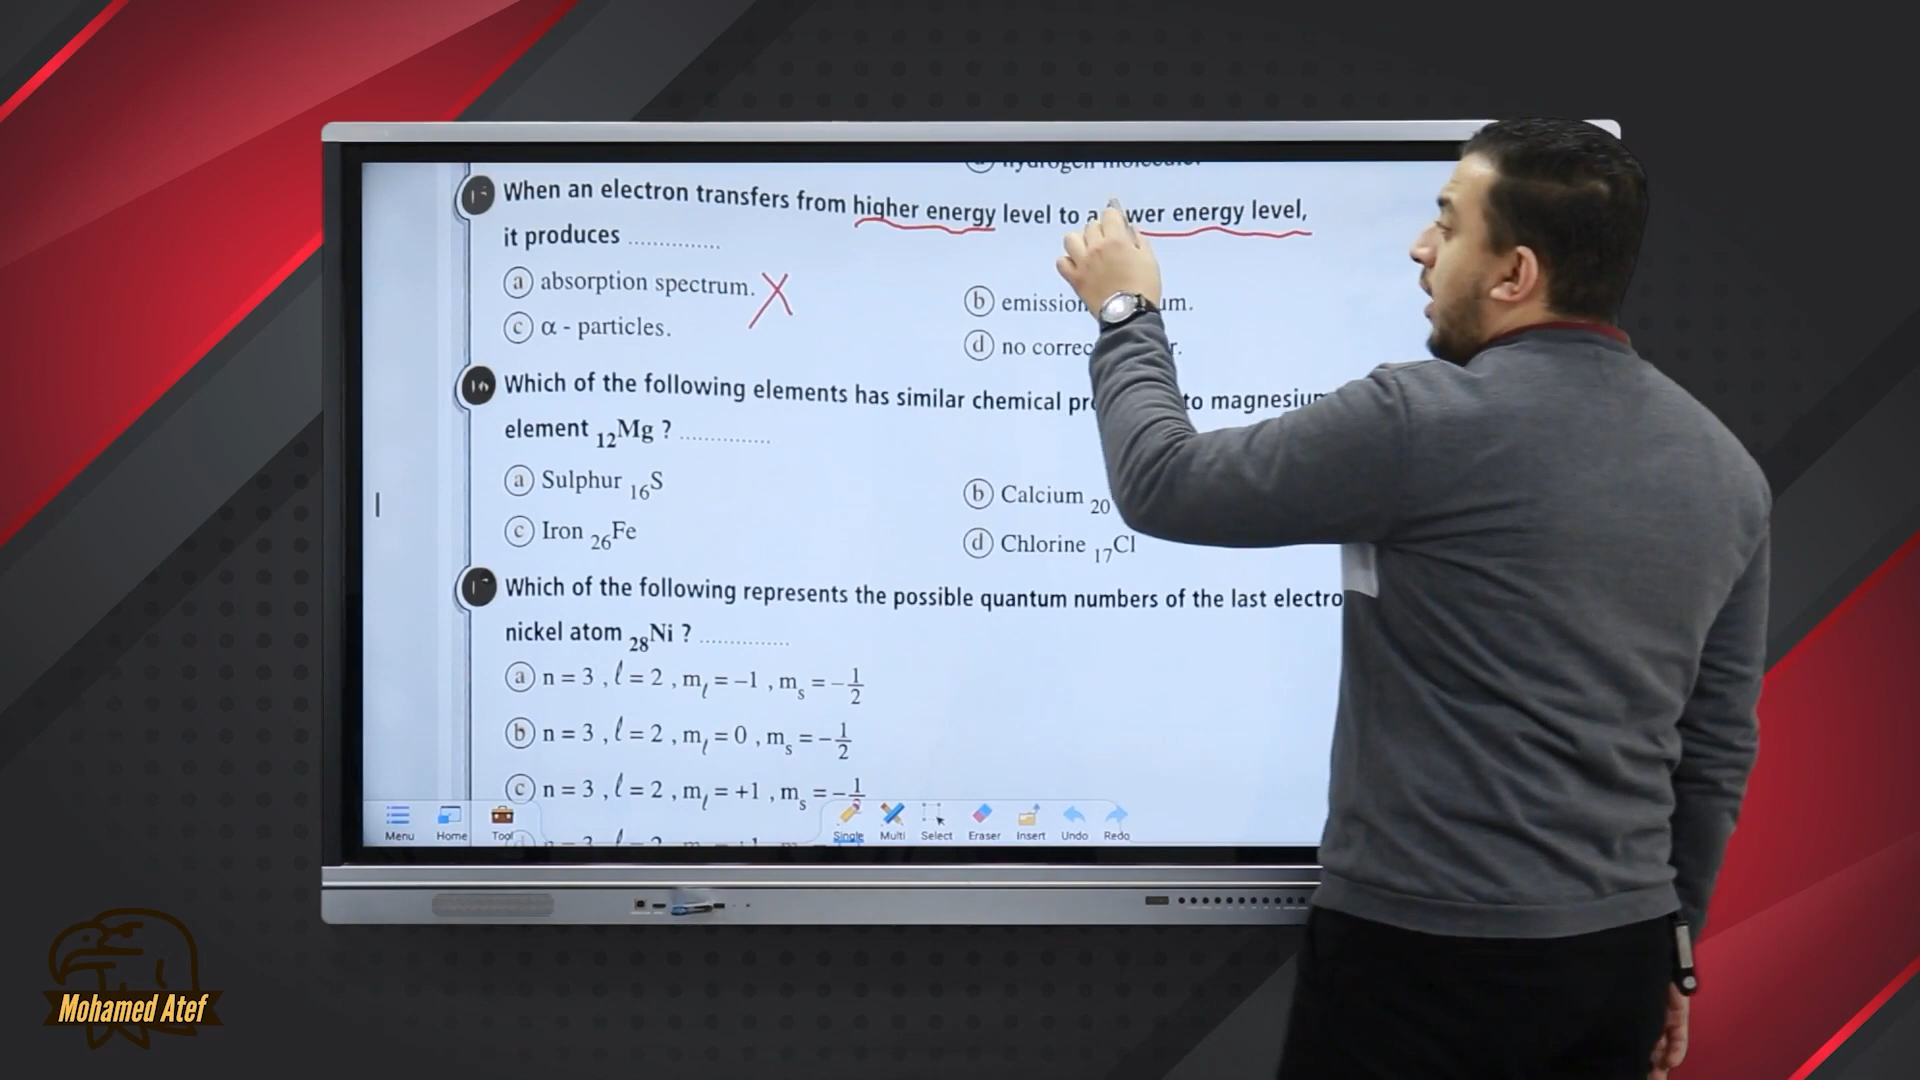 When an electron transfers from higher energy level to a wer energy level,
it produces ..............
a absorption spectrum.
b emission um.
c α - particles.
d no correc r.
16 Which of the following elements has similar chemical pr to magnesium
element ₁₂Mg ? ..............
a Sulphur ₁₆S
b Calcium ₂₀
c Iron ₂₆Fe
d Chlorine ₁₇Cl
Which of the following represents the possible quantum numbers of the last electro
nickel atom ₂₈Ni ? ..............
a n = 3 , ℓ = 2 , mℓ = −1 , ms = −1/2
b n = 3 , ℓ = 2 , mℓ = 0 , ms = −1/2
c n = 3 , ℓ = 2 , mℓ = +1 , ms = −1/2
Menu Home Tool Single Multi Select Eraser Insert Undo Redo
Mohamed Atef